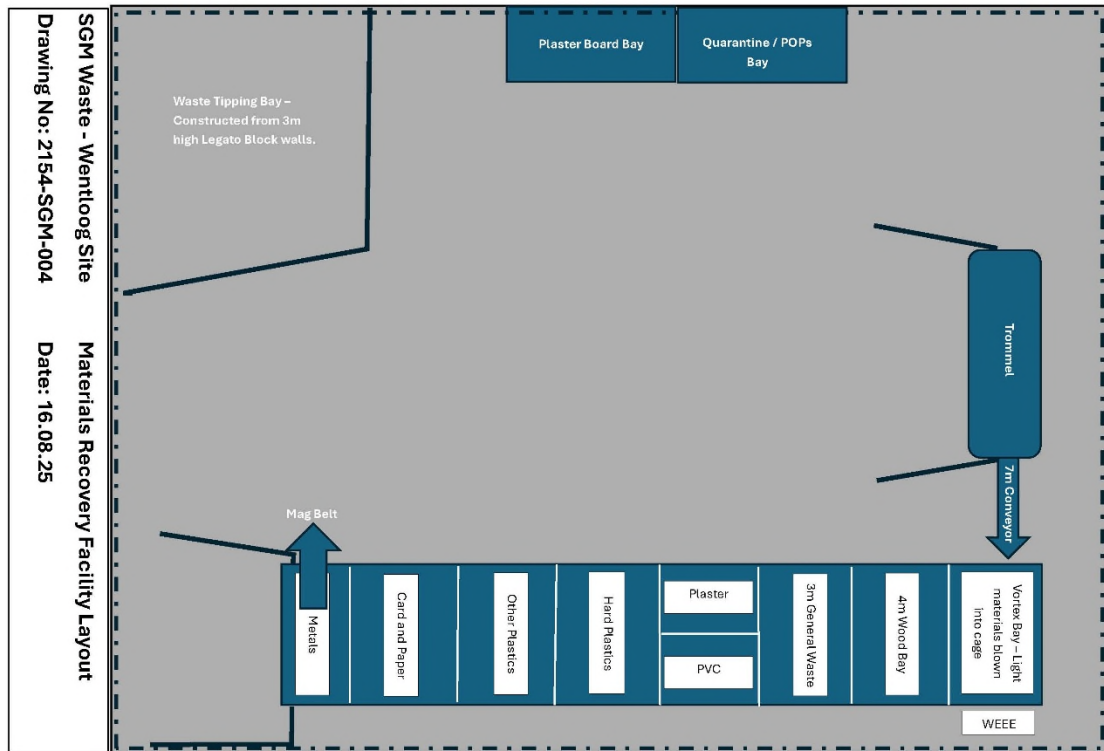 SGM Waste - Wentloog Site
Materials Recovery Facility Layout
Drawing No: 2154-SGM-004
Date: 16.08.25
Plaster Board Bay
Quarantine / POPs
Bay
Waste Tipping Bay –
Constructed from 3m
high Legato Block walls.
Trommel
7m Conveyor
Mag Belt
Metals
Card and Paper
Other Plastics
Hard Plastics
Plaster
PVC
3m General Waste
4m Wood Bay
Vortex Bay – Light
materials blown
into cage
WEEE